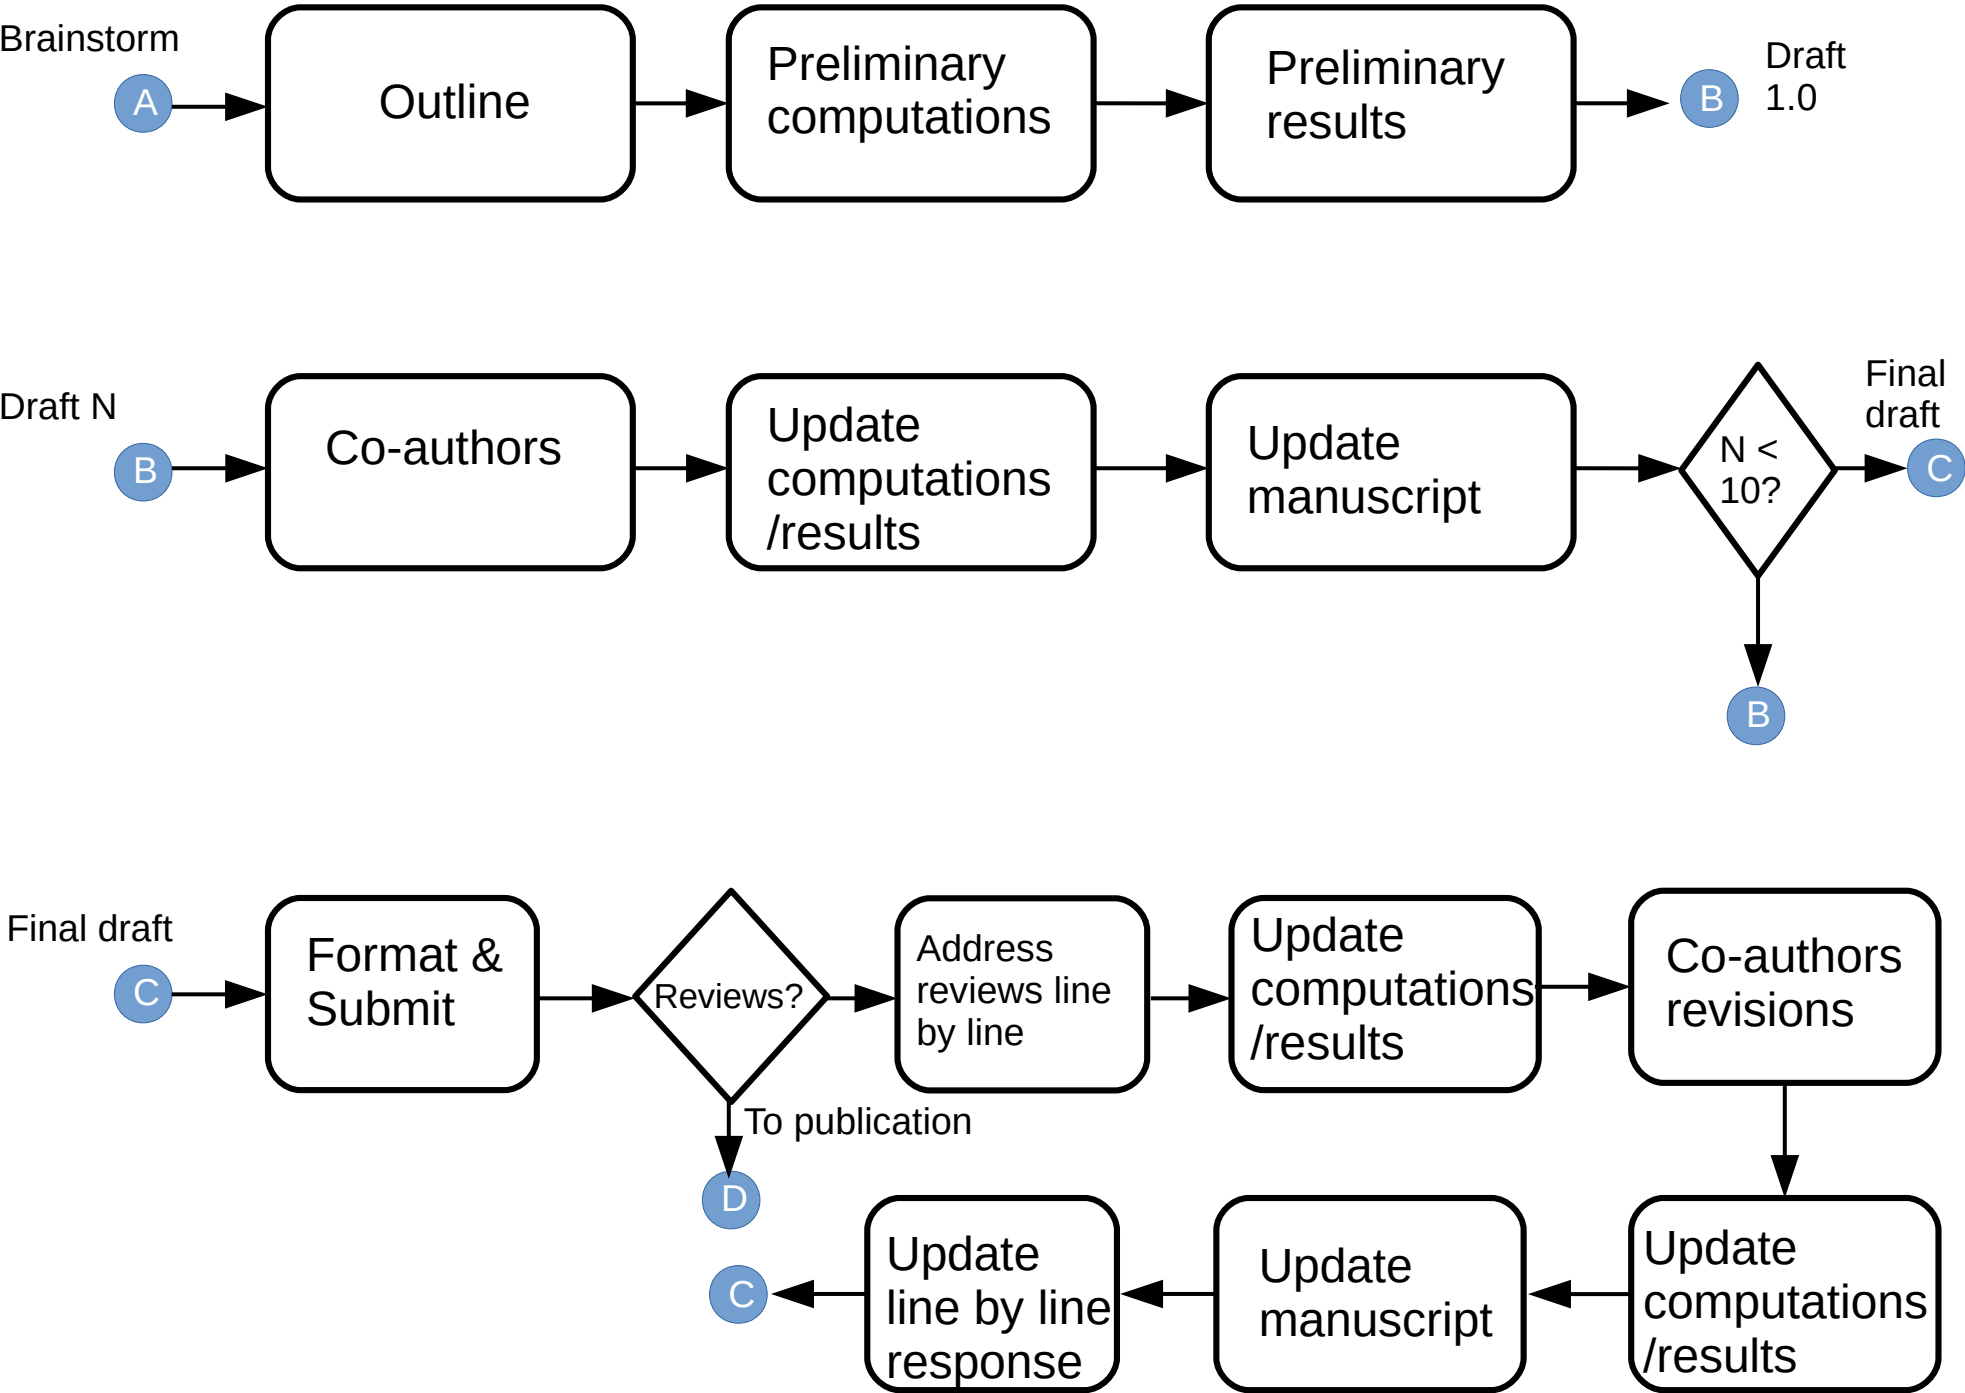 Brainstorm
A
Outline
Preliminary
computations
Preliminary
results
B
Draft
1.0
Draft N
B
Co-authors
Update
computations
/results
Update
manuscript
N <
10?
Final
draft
C
B
Final draft
C
Format &
Submit
Reviews?
Address
reviews line
by line
Update
computations
/results
Co-authors
revisions
To publication
D
C
Update
line by line
response
Update
manuscript
Update
computations
/results